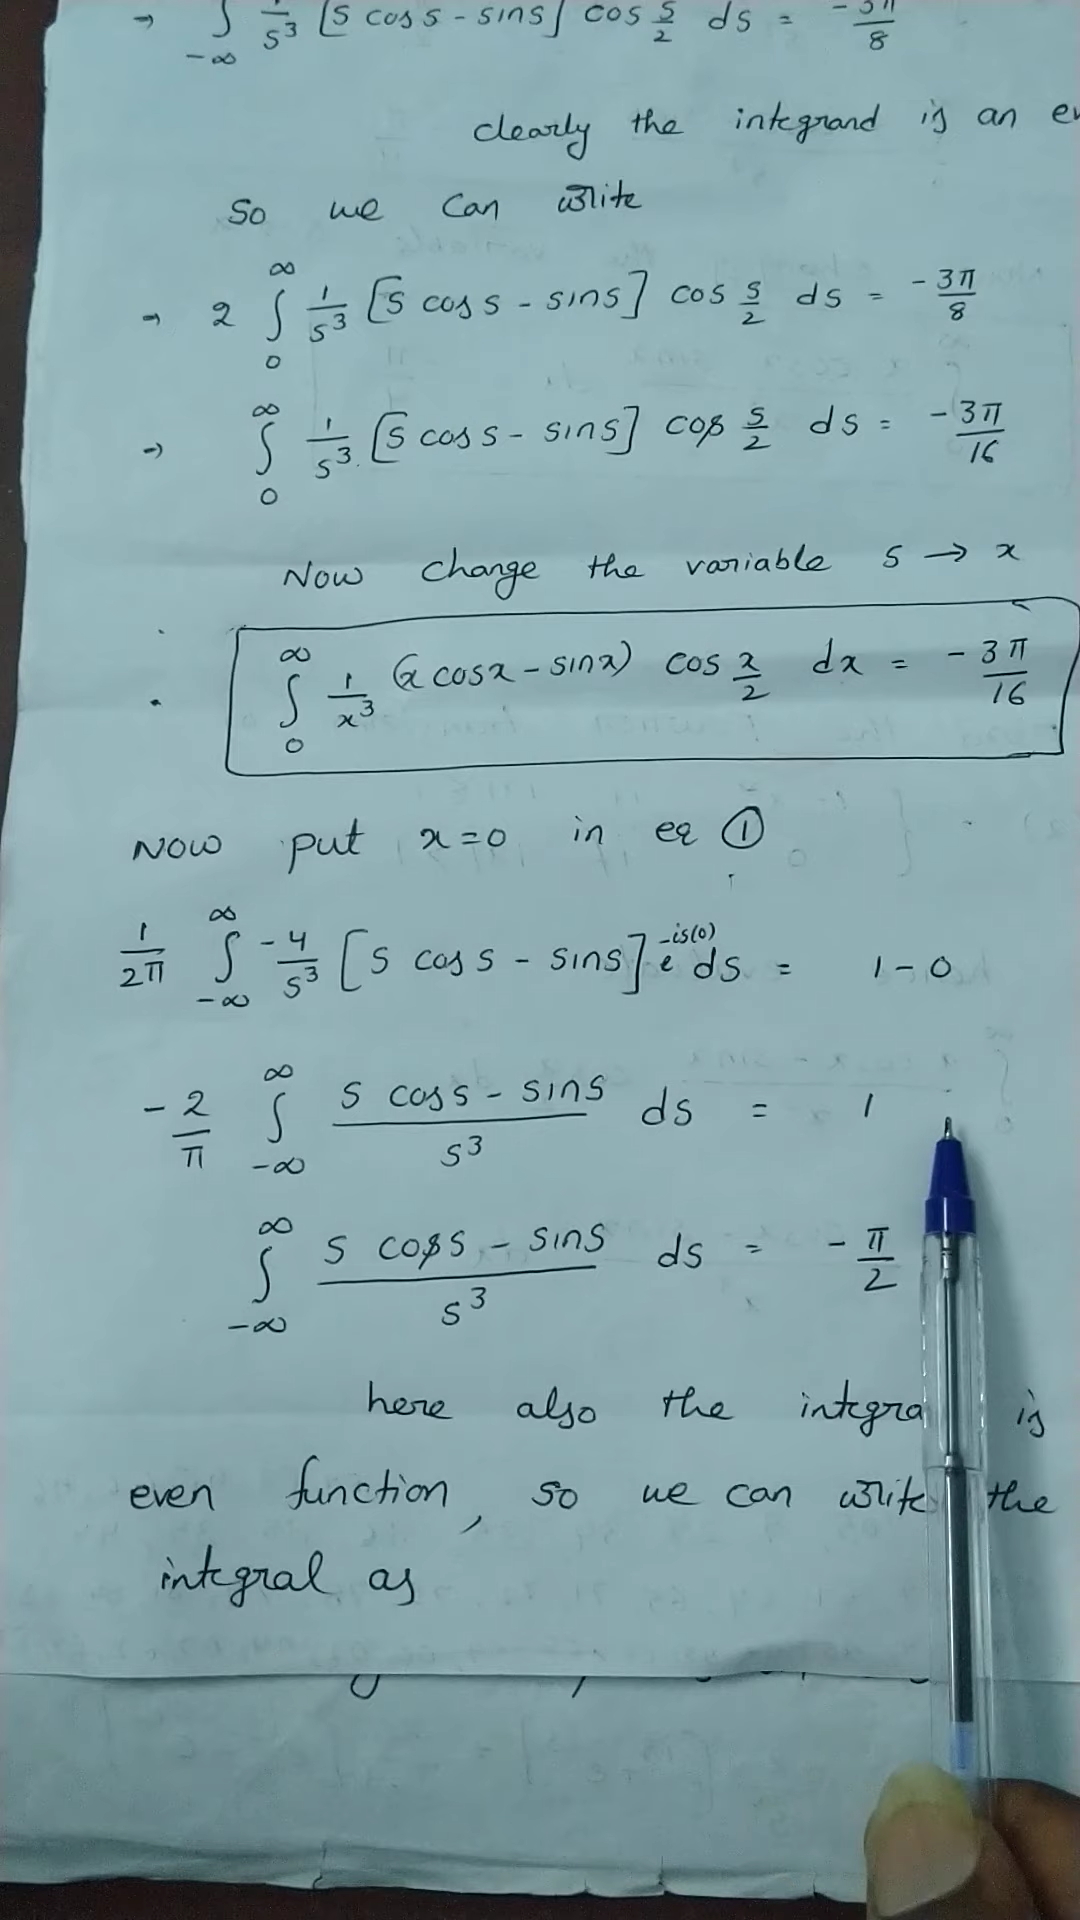 → ∫_{-∞} 1/s³ [s cos s - sin s] cos s/2 ds = -3π/8
clearly the integrand is an
So we can write
→ 2 ∫_0^∞ 1/s³ [s cos s - sin s] cos s/2 ds = -3π/8
→ ∫_0^∞ 1/s³ [s cos s - sin s] cos s/2 ds = -3π/16
Now change the variable s → x
∫_0^∞ 1/x³ (x cos x - sin x) cos x/2 dx = -3π/16
Now put x=0 in eq ①
1/2π ∫_{-∞}^∞ -4/s³ [s cos s - sin s] e^{-is(0)} ds = 1-0
-2/π ∫_{-∞}^∞ (s cos s - sin s)/s³ ds = 1
∫_{-∞}^∞ (s cos s - sin s)/s³ ds = -π/2
here also the integra is
even function, so we can write the
integral as